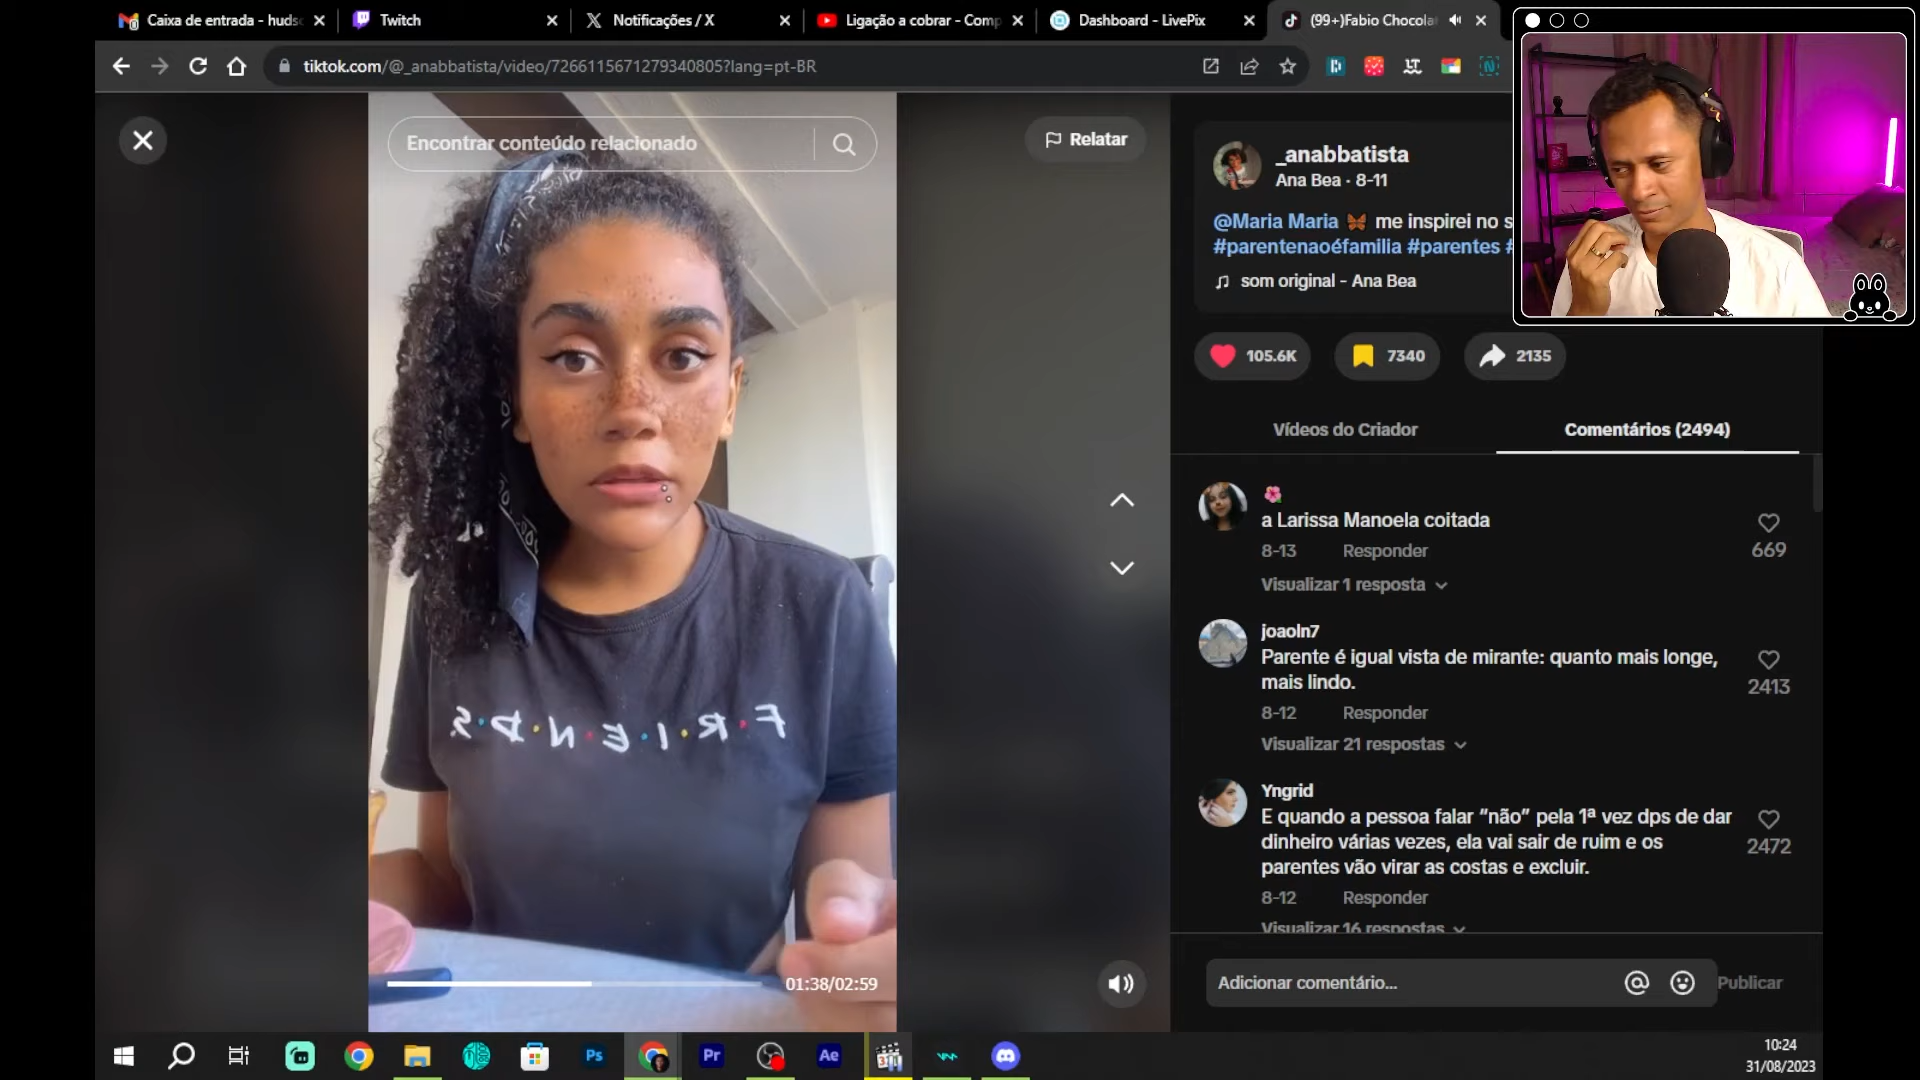 Caixa de entrada - huds
Twitch
Notificações / X
Ligação a cobrar - Comp
Dashboard - LivePix
(99+)Fabio Chocola
tiktok.com/@_anabbatista/video/7266115671279340805?lang=pt-BR
Encontrar conteúdo relacionado
Relatar
F·R·I·E·N·D·S
01:38/02:59
_anabbatista
Ana Bea · 8-11
@Maria Maria 🦋 me inspirei no s
#parentenaoéfamilia #parentes #
som original - Ana Bea
105.6K
7340
2135
Vídeos do Criador
Comentários (2494)
🌺
a Larissa Manoela coitada
669
8-13 Responder
Visualizar 1 resposta
joaoln7
Parente é igual vista de mirante: quanto mais longe,
mais lindo.
2413
8-12 Responder
Visualizar 21 respostas
Yngrid
E quando a pessoa falar “não” pela 1ª vez dps de dar
dinheiro várias vezes, ela vai sair de ruim e os
parentes vão virar as costas e excluir.
2472
8-12 Responder
Visualizar 16 respostas
Adicionar comentário...
Publicar
Ps
Pr
Ae
10:24
31/08/2023